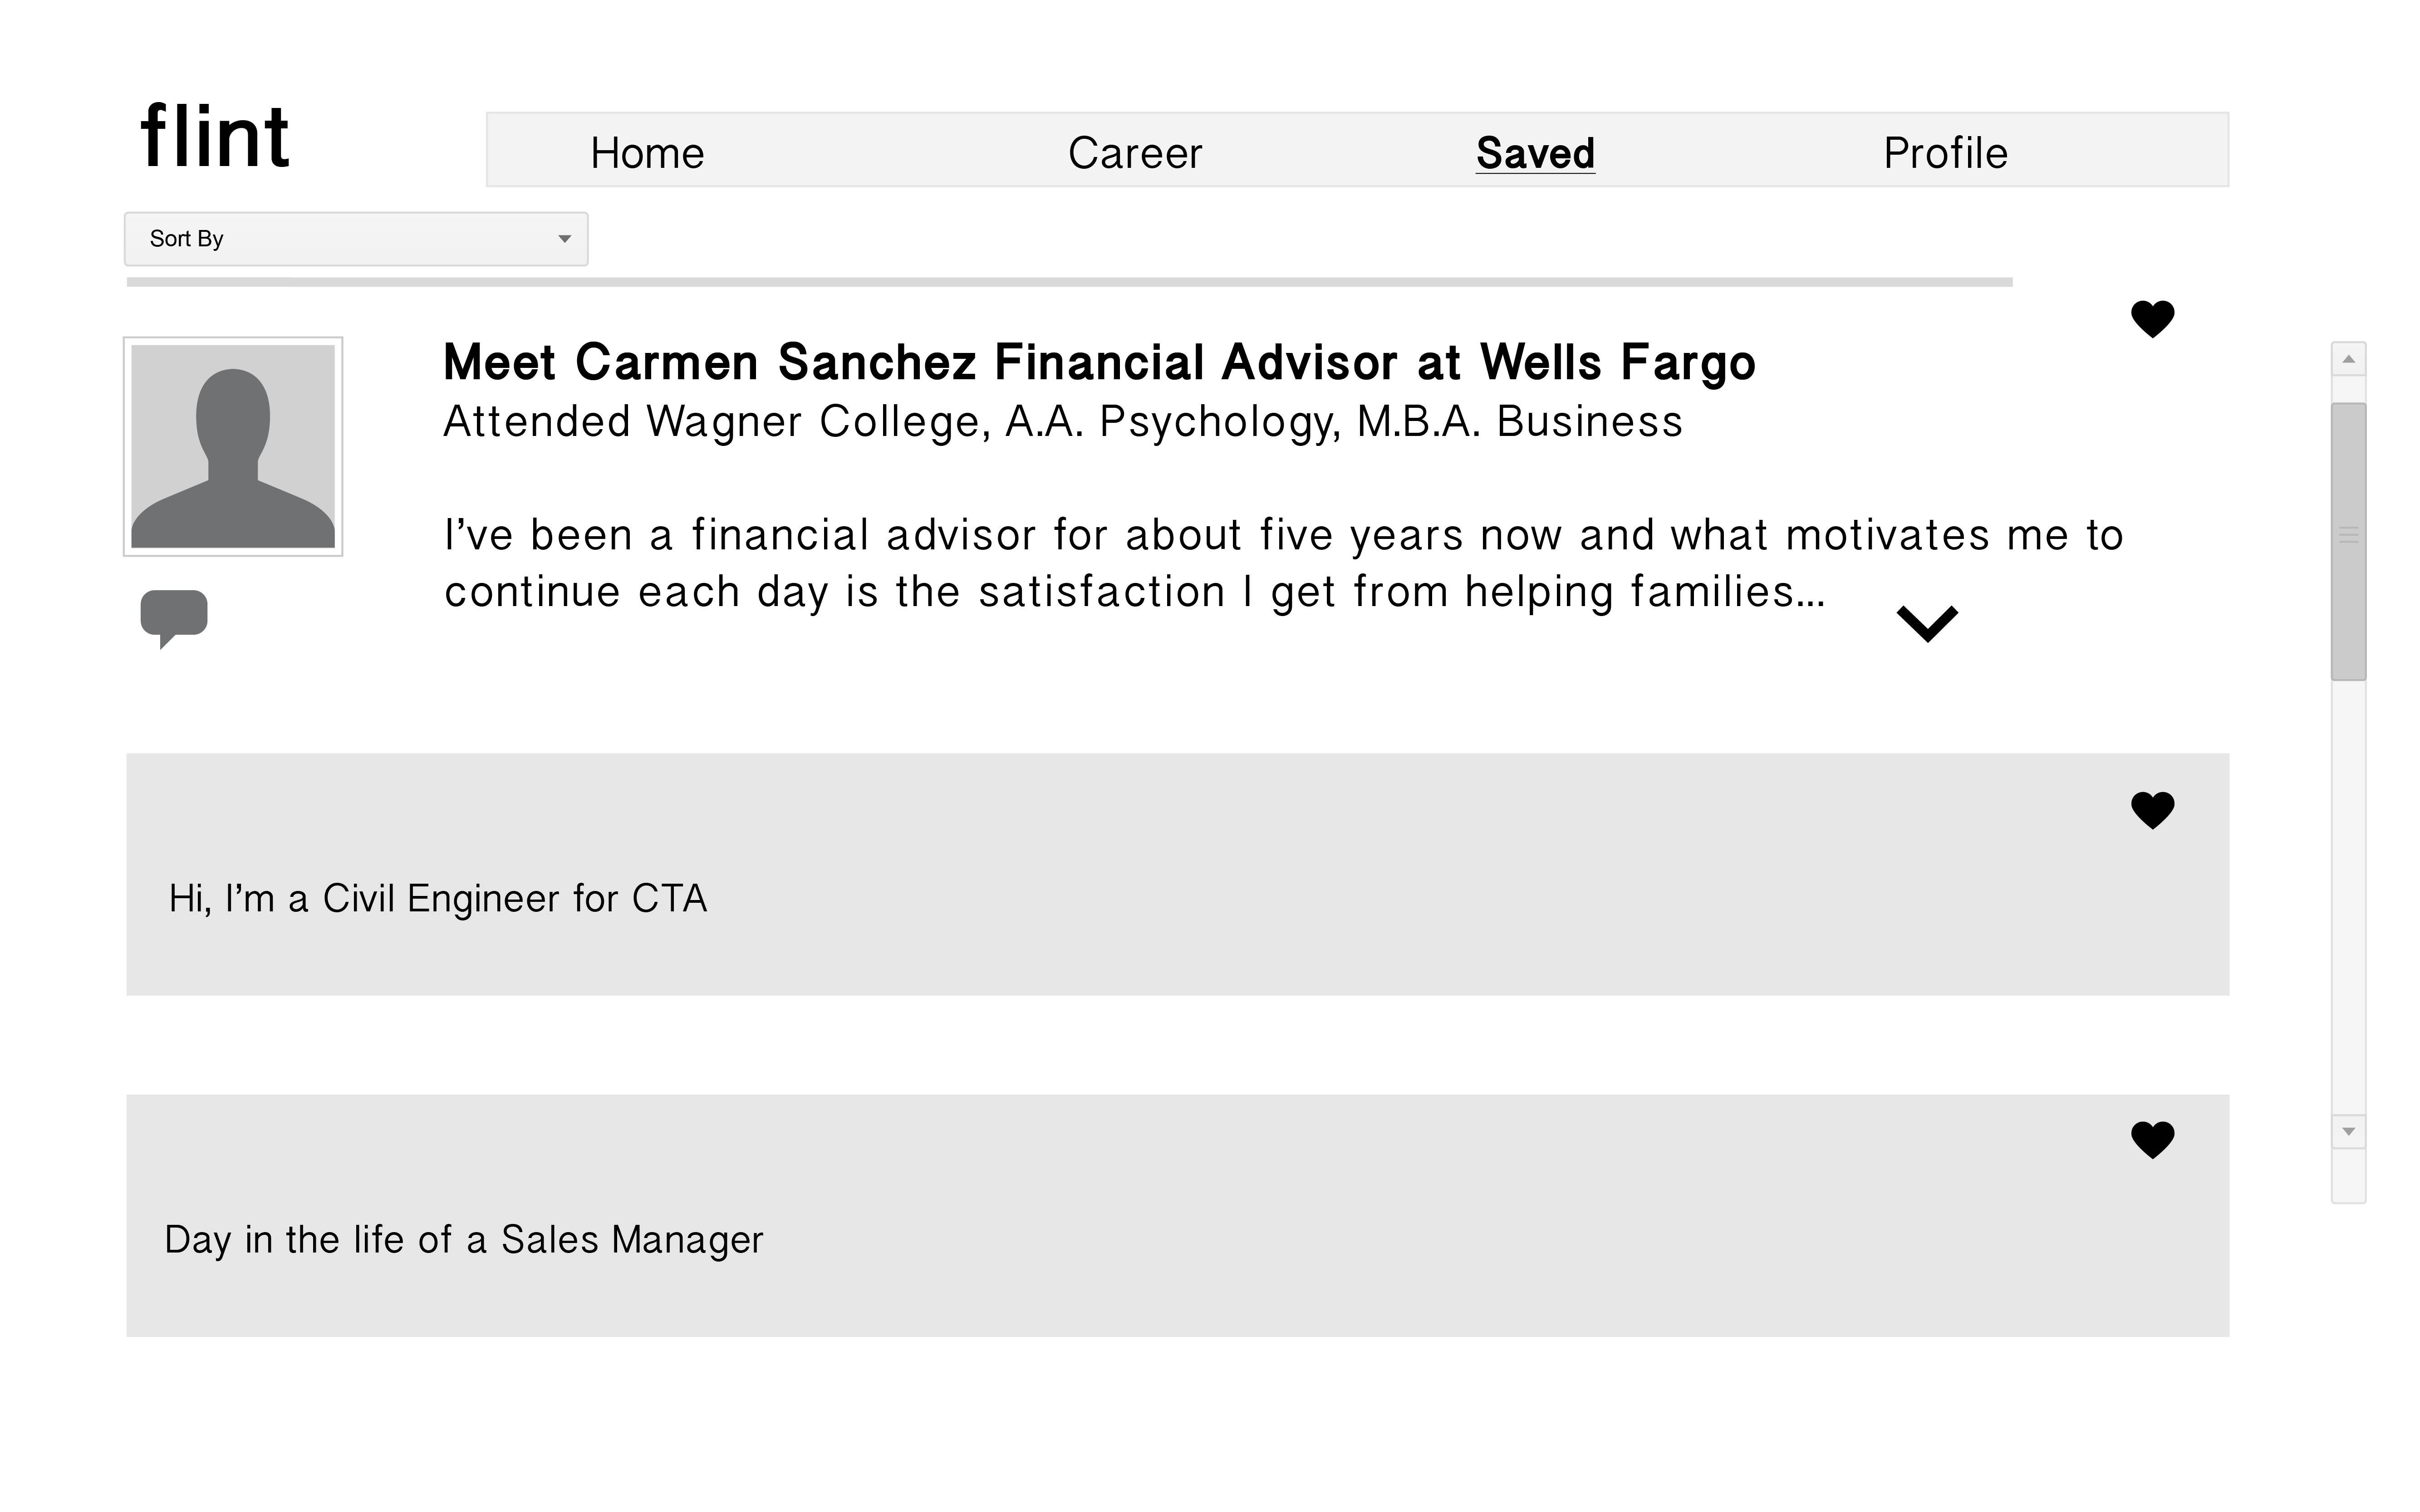 flint
Home Career Saved Profile
Sort By
Meet Carmen Sanchez Financial Advisor at Wells Fargo
Attended Wagner College, A.A. Psychology, M.B.A. Business
I’ve been a financial advisor for about five years now and what motivates me to
continue each day is the satisfaction I get from helping families...
Hi, I’m a Civil Engineer for CTA
Day in the life of a Sales Manager